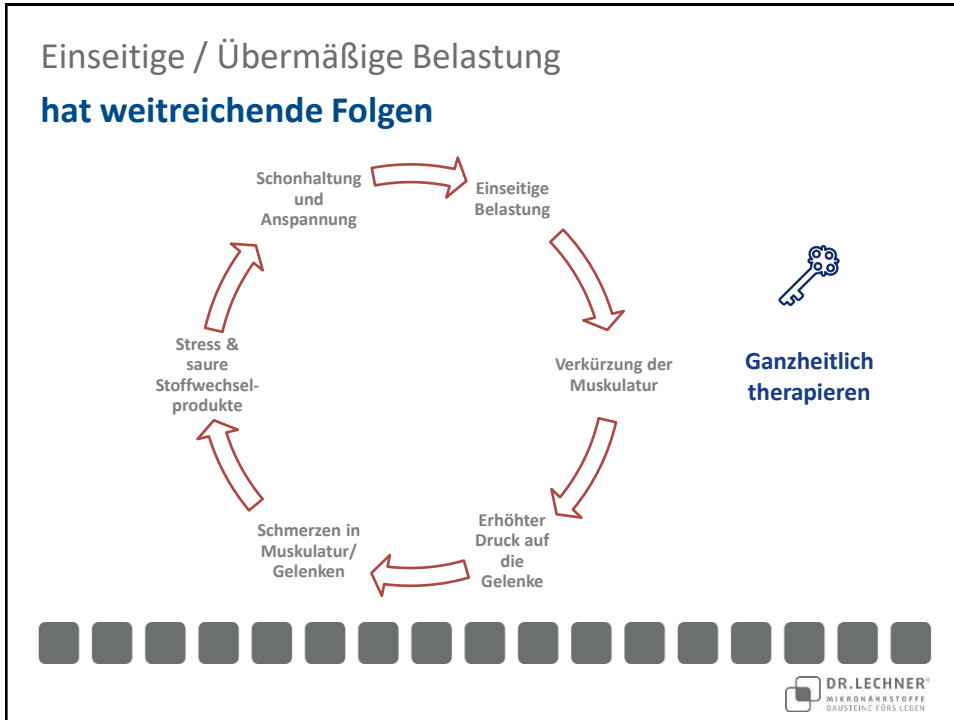 Einseitige / Übermäßige Belastung
hat weitreichende Folgen
Schonhaltung
und
Anspannung
Einseitige
Belastung
Verkürzung der
Muskulatur
Erhöhter
Druck auf
die
Gelenke
Schmerzen in
Muskulatur/
Gelenken
Stress &
saure
Stoffwechsel-
produkte
Ganzheitlich
therapieren
DR.LECHNER®
MIKRONÄHRSTOFFE
BAUSTEINE FÜRS LEBEN